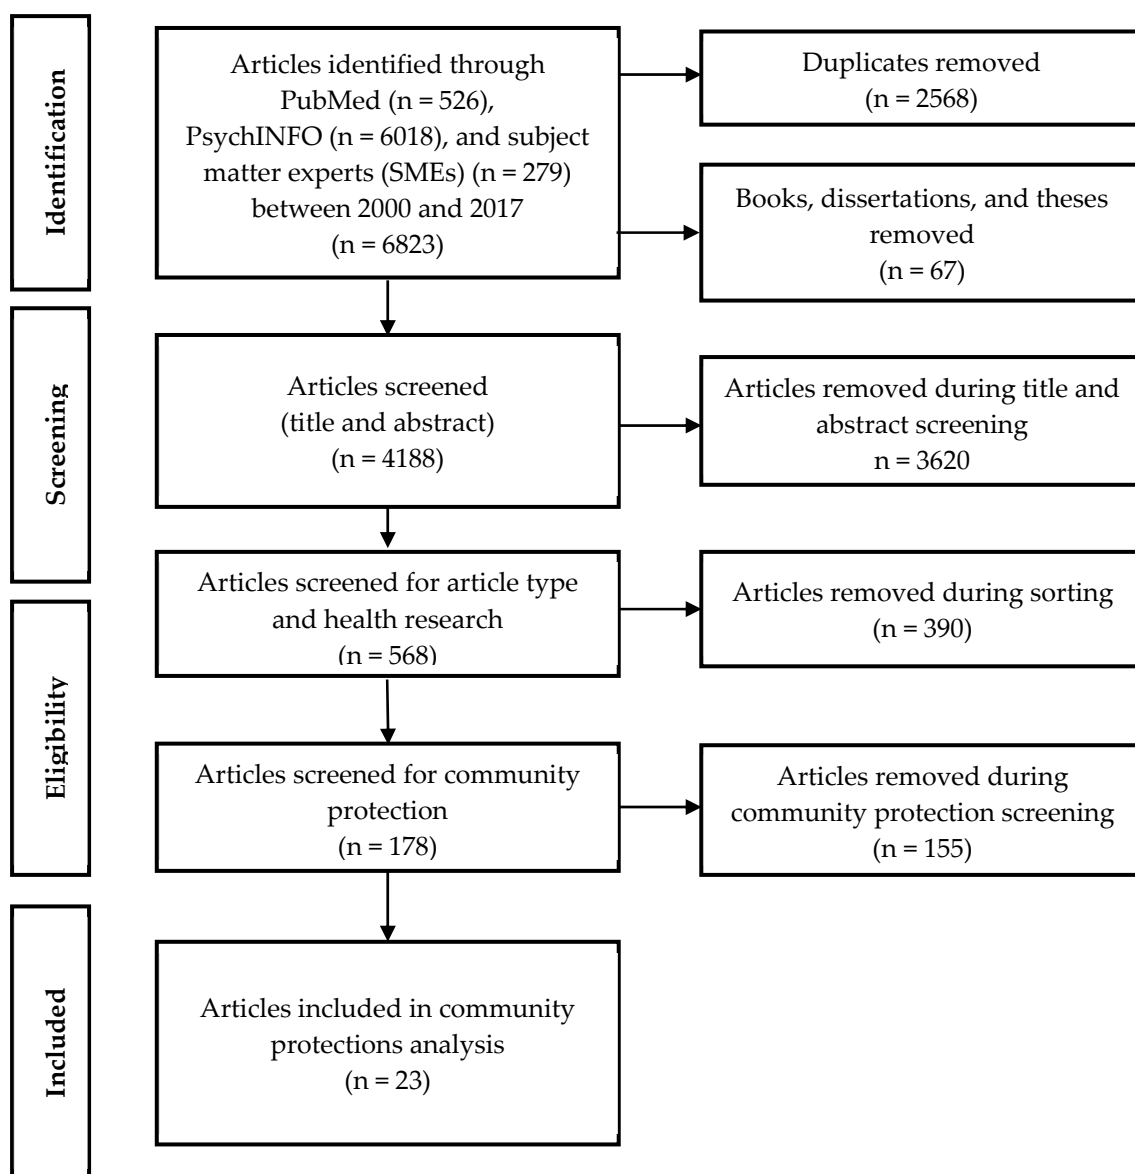 Identification
Articles identified through
PubMed (n = 526),
PsychINFO (n = 6018), and subject
matter experts (SMEs) (n = 279)
between 2000 and 2017
(n = 6823)
Duplicates removed
(n = 2568)
Books, dissertations, and theses
removed
(n = 67)
Screening
Articles screened
(title and abstract)
(n = 4188)
Articles removed during title and
abstract screening
n = 3620
Articles screened for article type
and health research
(n = 568)
Articles removed during sorting
(n = 390)
Eligibility
Articles screened for community
protection
(n = 178)
Articles removed during
community protection screening
(n = 155)
Included
Articles included in community
protections analysis
(n = 23)